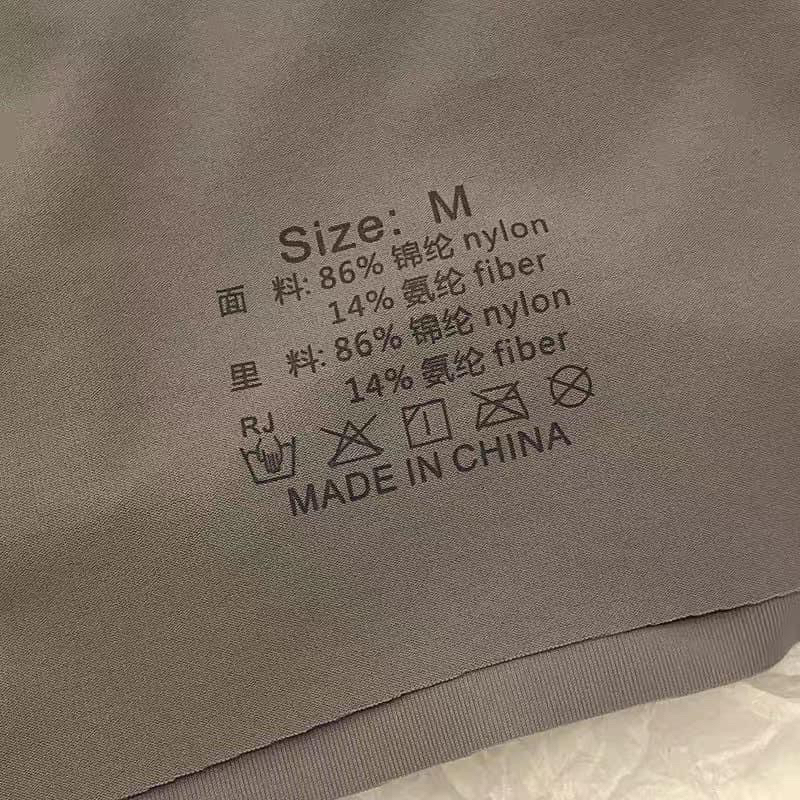 Size: M
面 料: 86% 锦纶 nylon
14% 氨纶 fiber
里 料: 86% 锦纶 nylon
14% 氨纶 fiber
RJ
MADE IN CHINA